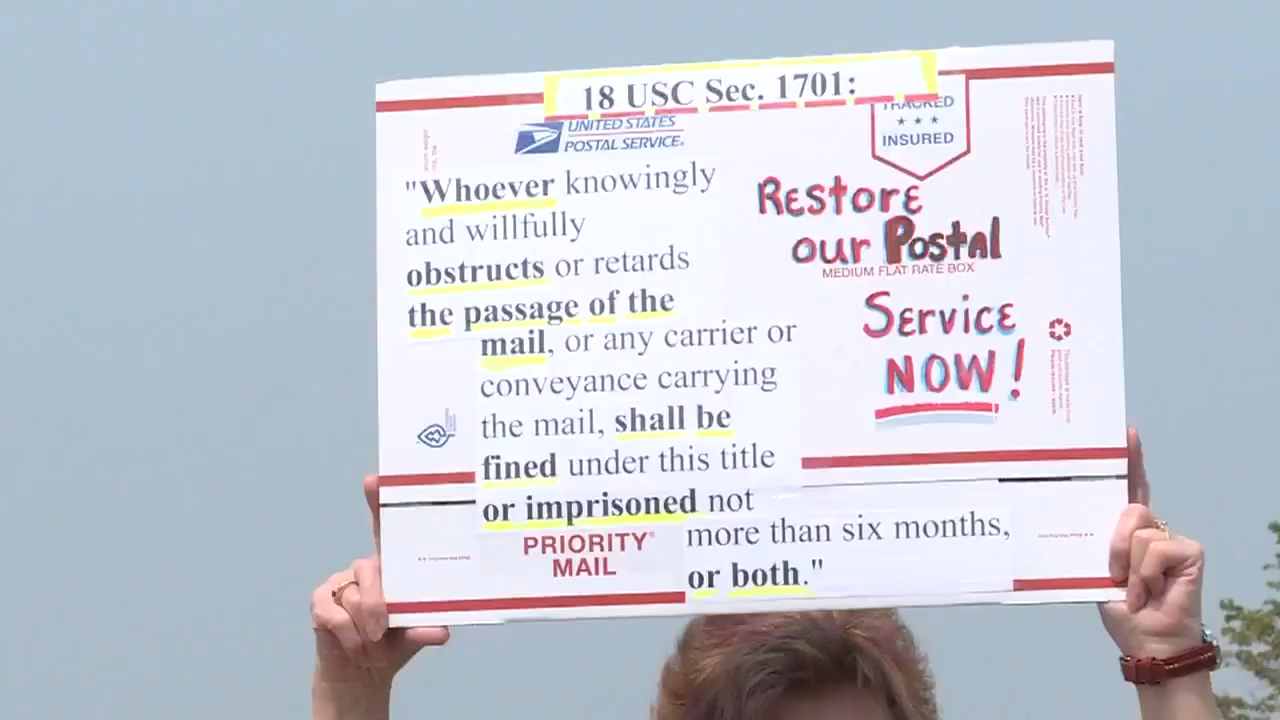 18 USC Sec. 1701:
UNITED STATES
POSTAL SERVICE®
"Whoever knowingly
and willfully
obstructs or retards
the passage of the
mail, or any carrier or
conveyance carrying
the mail, shall be
fined under this title
or imprisoned not
more than six months,
or both."
TRACKED
★ ★ ★
INSURED
Restore
our Postal
MEDIUM FLAT RATE BOX
Service
NOW!
PRIORITY®
MAIL